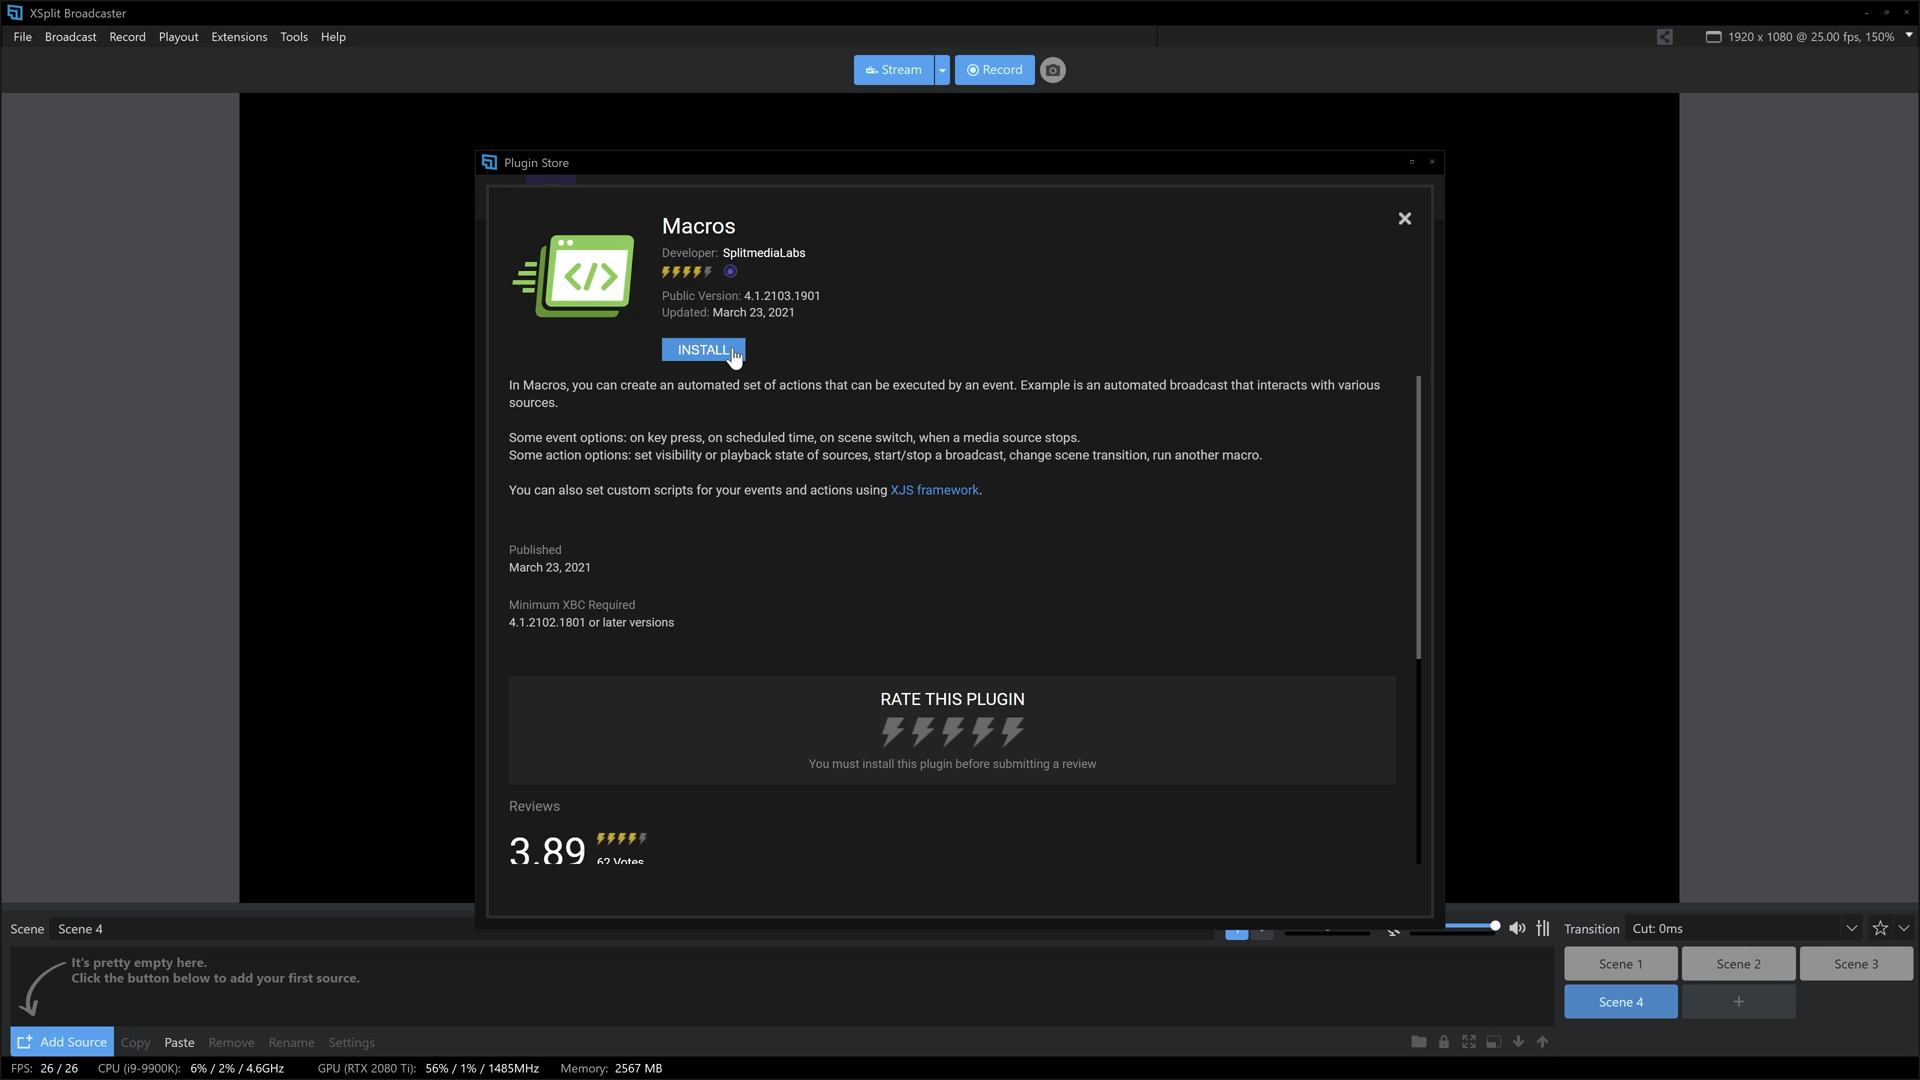 XSplit Broadcaster
File Broadcast Record Playout Extensions Tools Help
1920 x 1080 @ 25.00 fps, 150%
Stream Record
Plugin Store
Macros
Developer: SplitmediaLabs
Public Version: 4.1.2103.1901
Updated: March 23, 2021
INSTALL
In Macros, you can create an automated set of actions that can be executed by an event. Example is an automated broadcast that interacts with various
sources.
Some event options: on key press, on scheduled time, on scene switch, when a media source stops.
Some action options: set visibility or playback state of sources, start/stop a broadcast, change scene transition, run another macro.
You can also set custom scripts for your events and actions using XJS framework.
Published
March 23, 2021
Minimum XBC Required
4.1.2102.1801 or later versions
RATE THIS PLUGIN
You must install this plugin before submitting a review
Reviews
3.89
62 Votes
Scene Scene 4
Transition Cut: 0ms
It's pretty empty here.
Click the button below to add your first source.
Scene 1 Scene 2 Scene 3
Scene 4 +
Add Source Copy Paste Remove Rename Settings
FPS: 26 / 26 CPU (i9-9900K): 6% / 2% / 4.6GHz GPU (RTX 2080 Ti): 56% / 1% / 1485MHz Memory: 2567 MB